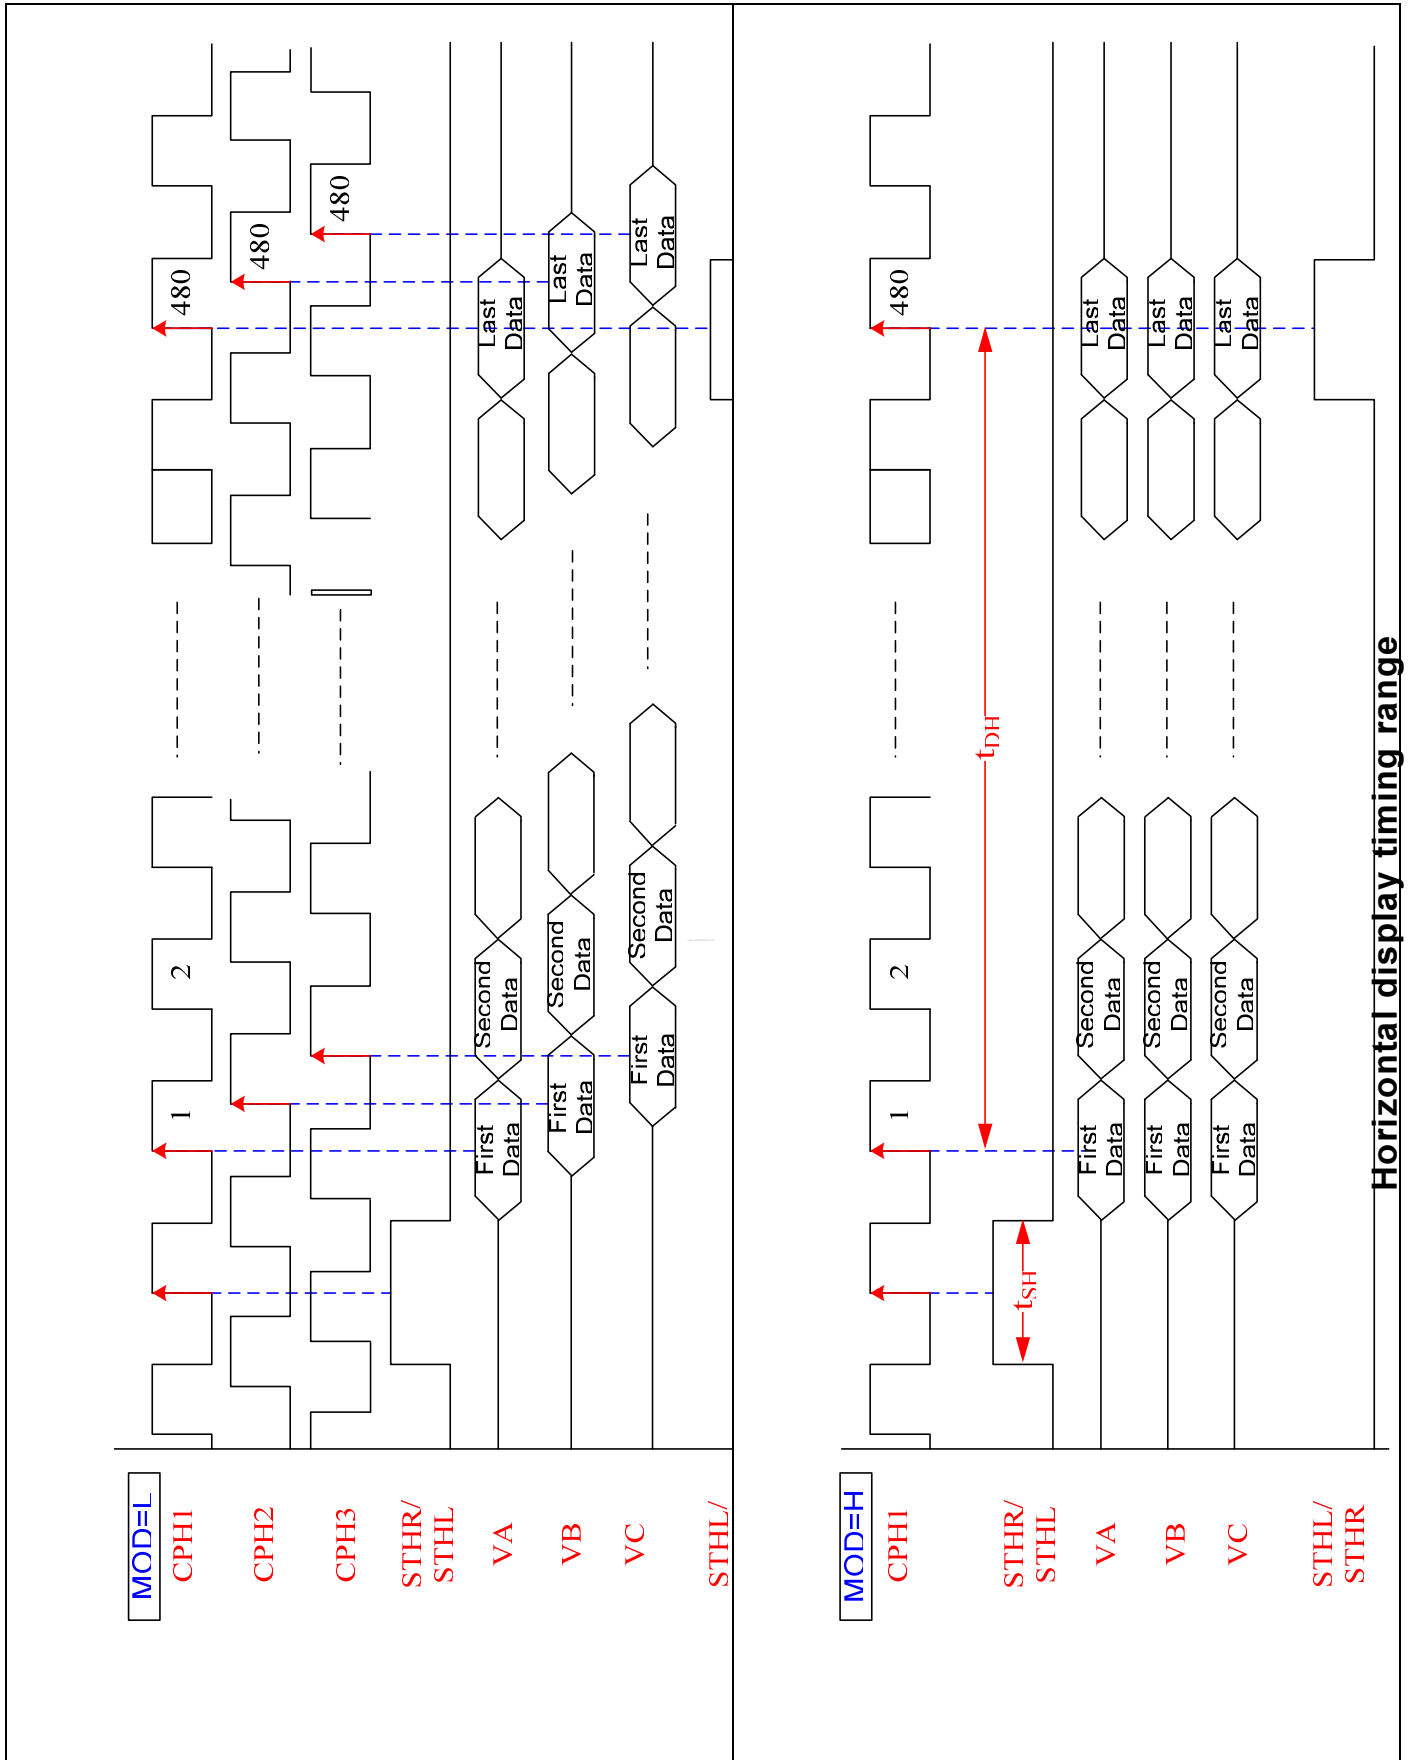 MOD=L
CPH1
1
2
480
CPH2
480
CPH3
480
STHR/
STHL
VA
First
Data
Second
Data
Last
Data
VB
First
Data
Second
Data
Last
Data
VC
First
Data
Second
Data
Last
Data
STHL/
MOD=H
CPH1
1
2
480
tDH
STHR/
STHL
tSH
VA
First
Data
Second
Data
Last
Data
VB
First
Data
Second
Data
Last
Data
VC
First
Data
Second
Data
Last
Data
STHL/
STHR
Horizontal display timing range